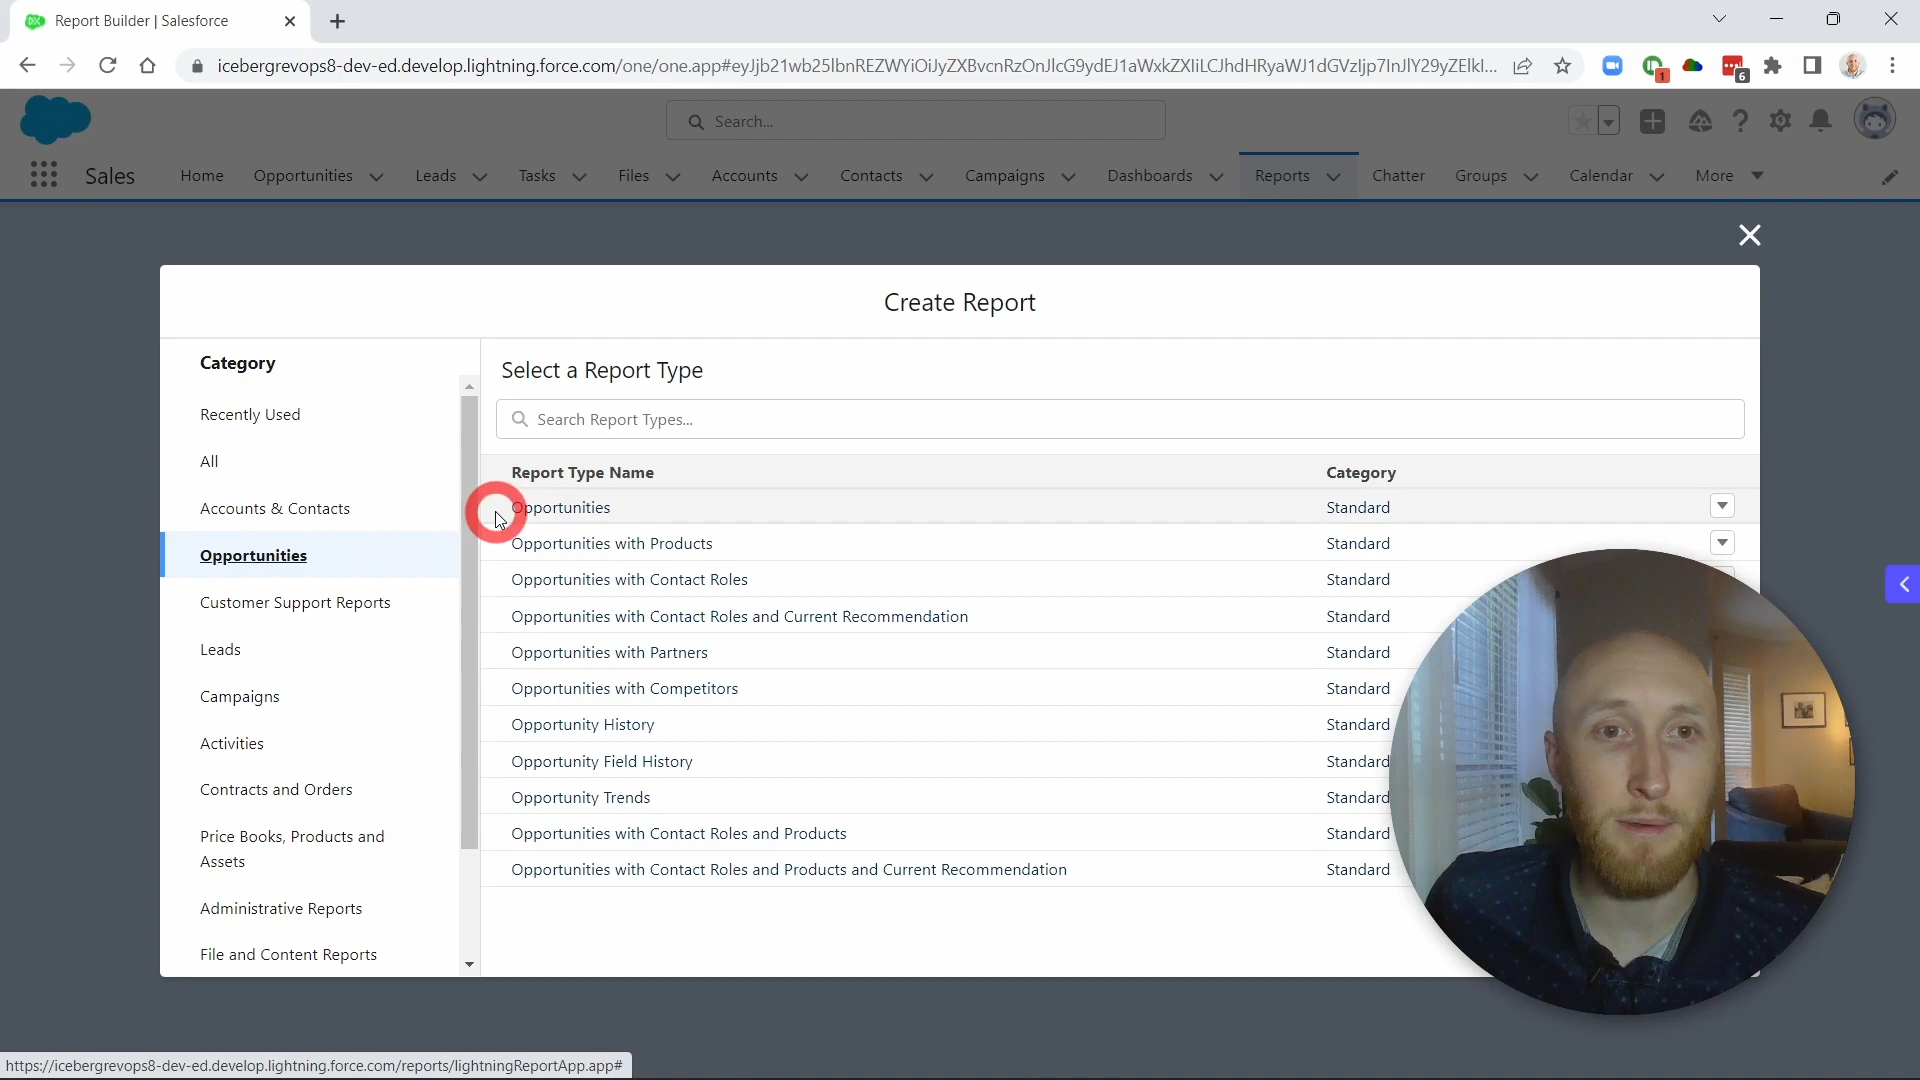 Report Builder | Salesforce
icebergrevops8-dev-ed.develop.lightning.force.com/one/one.app#eyJjb21wb25lbnREZWYiOiJyZXBvcnRzOnJlcG9ydEJ1aWxkZXIiLCJhdHRyaWJ1dGVzIjp7InJlY29yZElkI...
1
6
Search...
Sales
Home
Opportunities
Leads
Tasks
Files
Accounts
Contacts
Campaigns
Dashboards
Reports
Chatter
Groups
Calendar
More
Create Report
Category
Recently Used
All
Accounts & Contacts
Opportunities
Customer Support Reports
Leads
Campaigns
Activities
Contracts and Orders
Price Books, Products and
Assets
Administrative Reports
File and Content Reports
Select a Report Type
Search Report Types...
Report Type Name Category
Opportunities Standard
Opportunities with Products Standard
Opportunities with Contact Roles Standard
Opportunities with Contact Roles and Current Recommendation Standard
Opportunities with Partners Standard
Opportunities with Competitors Standard
Opportunity History Standard
Opportunity Field History Standard
Opportunity Trends Standard
Opportunities with Contact Roles and Products Standard
Opportunities with Contact Roles and Products and Current Recommendation Standard
https://icebergrevops8-dev-ed.develop.lightning.force.com/reports/lightningReportApp.app#